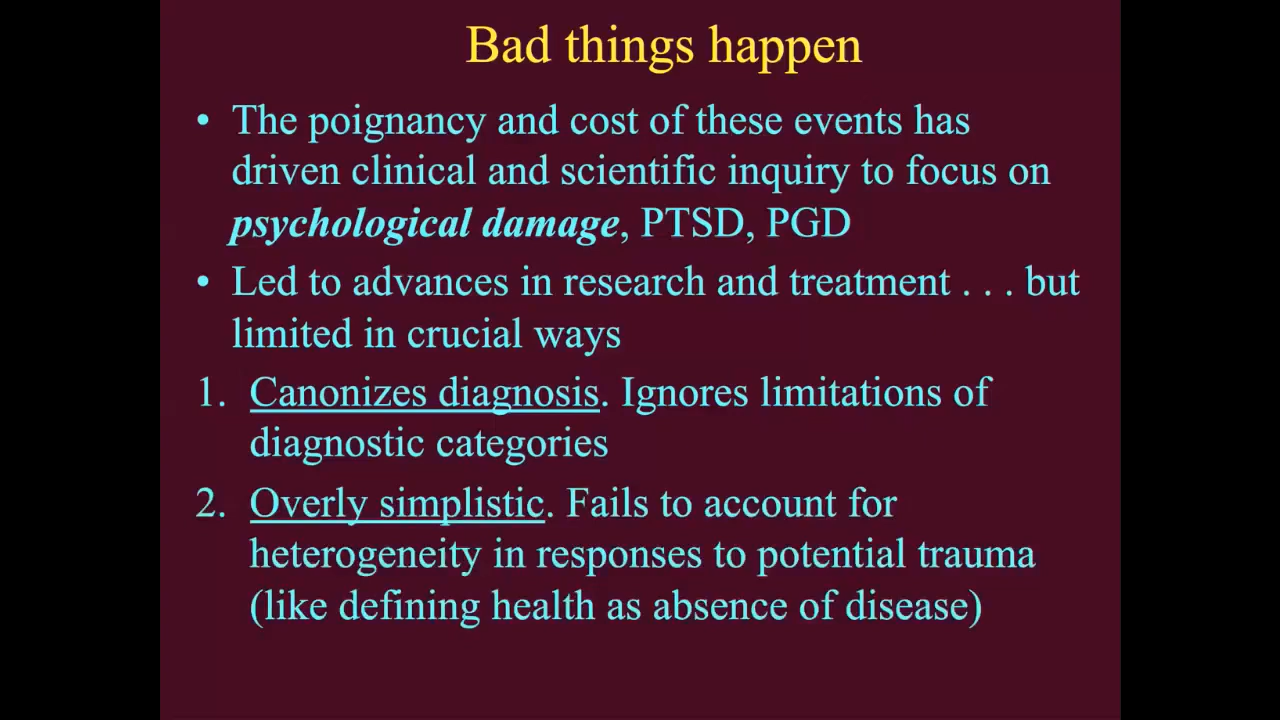 Bad things happen
• The poignancy and cost of these events has
driven clinical and scientific inquiry to focus on
psychological damage, PTSD, PGD
• Led to advances in research and treatment . . . but
limited in crucial ways
1. Canonizes diagnosis. Ignores limitations of
diagnostic categories
2. Overly simplistic. Fails to account for
heterogeneity in responses to potential trauma
(like defining health as absence of disease)